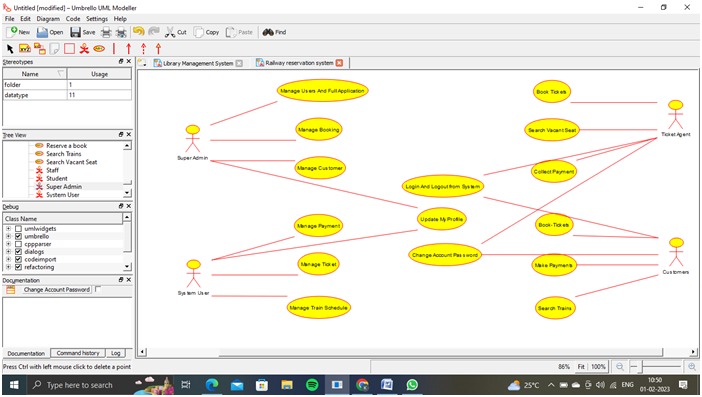 Untitled [modified] – Umbrello UML Modeller
File Edit Diagram Code Settings Help
New Open Save Undo Cut Copy Paste Find
Stereotypes
Name Usage
folder 1
datatype 11
Tree View
Reserve a book
Search Trains
Search Vacant Seat
Staff
Student
Super Admin
System User
Debug
Class Name
umlwidgets
umbrello
cppparser
dialogs
codeimport
refactoring
Documentation
Change Account Password
Documentation Command history Log
Press Ctrl with left mouse click to delete a point
Library Management System Railway reservation system
Manage Users And Full Application
Manage Booking
Super Admin
Manage Customer
Manage Payment
Manage Ticket
System User
Manage Train Schedule
Login And Logout from System
Update My Profile
Change Account Password
Book Tickets
Search Vacant Seat
Ticket Agent
Collect Payment
Book-Tickets
Make Payments
Customers
Search Trains
86% Fit 100%
Type here to search
25°C ENG
10:50
01-02-2023